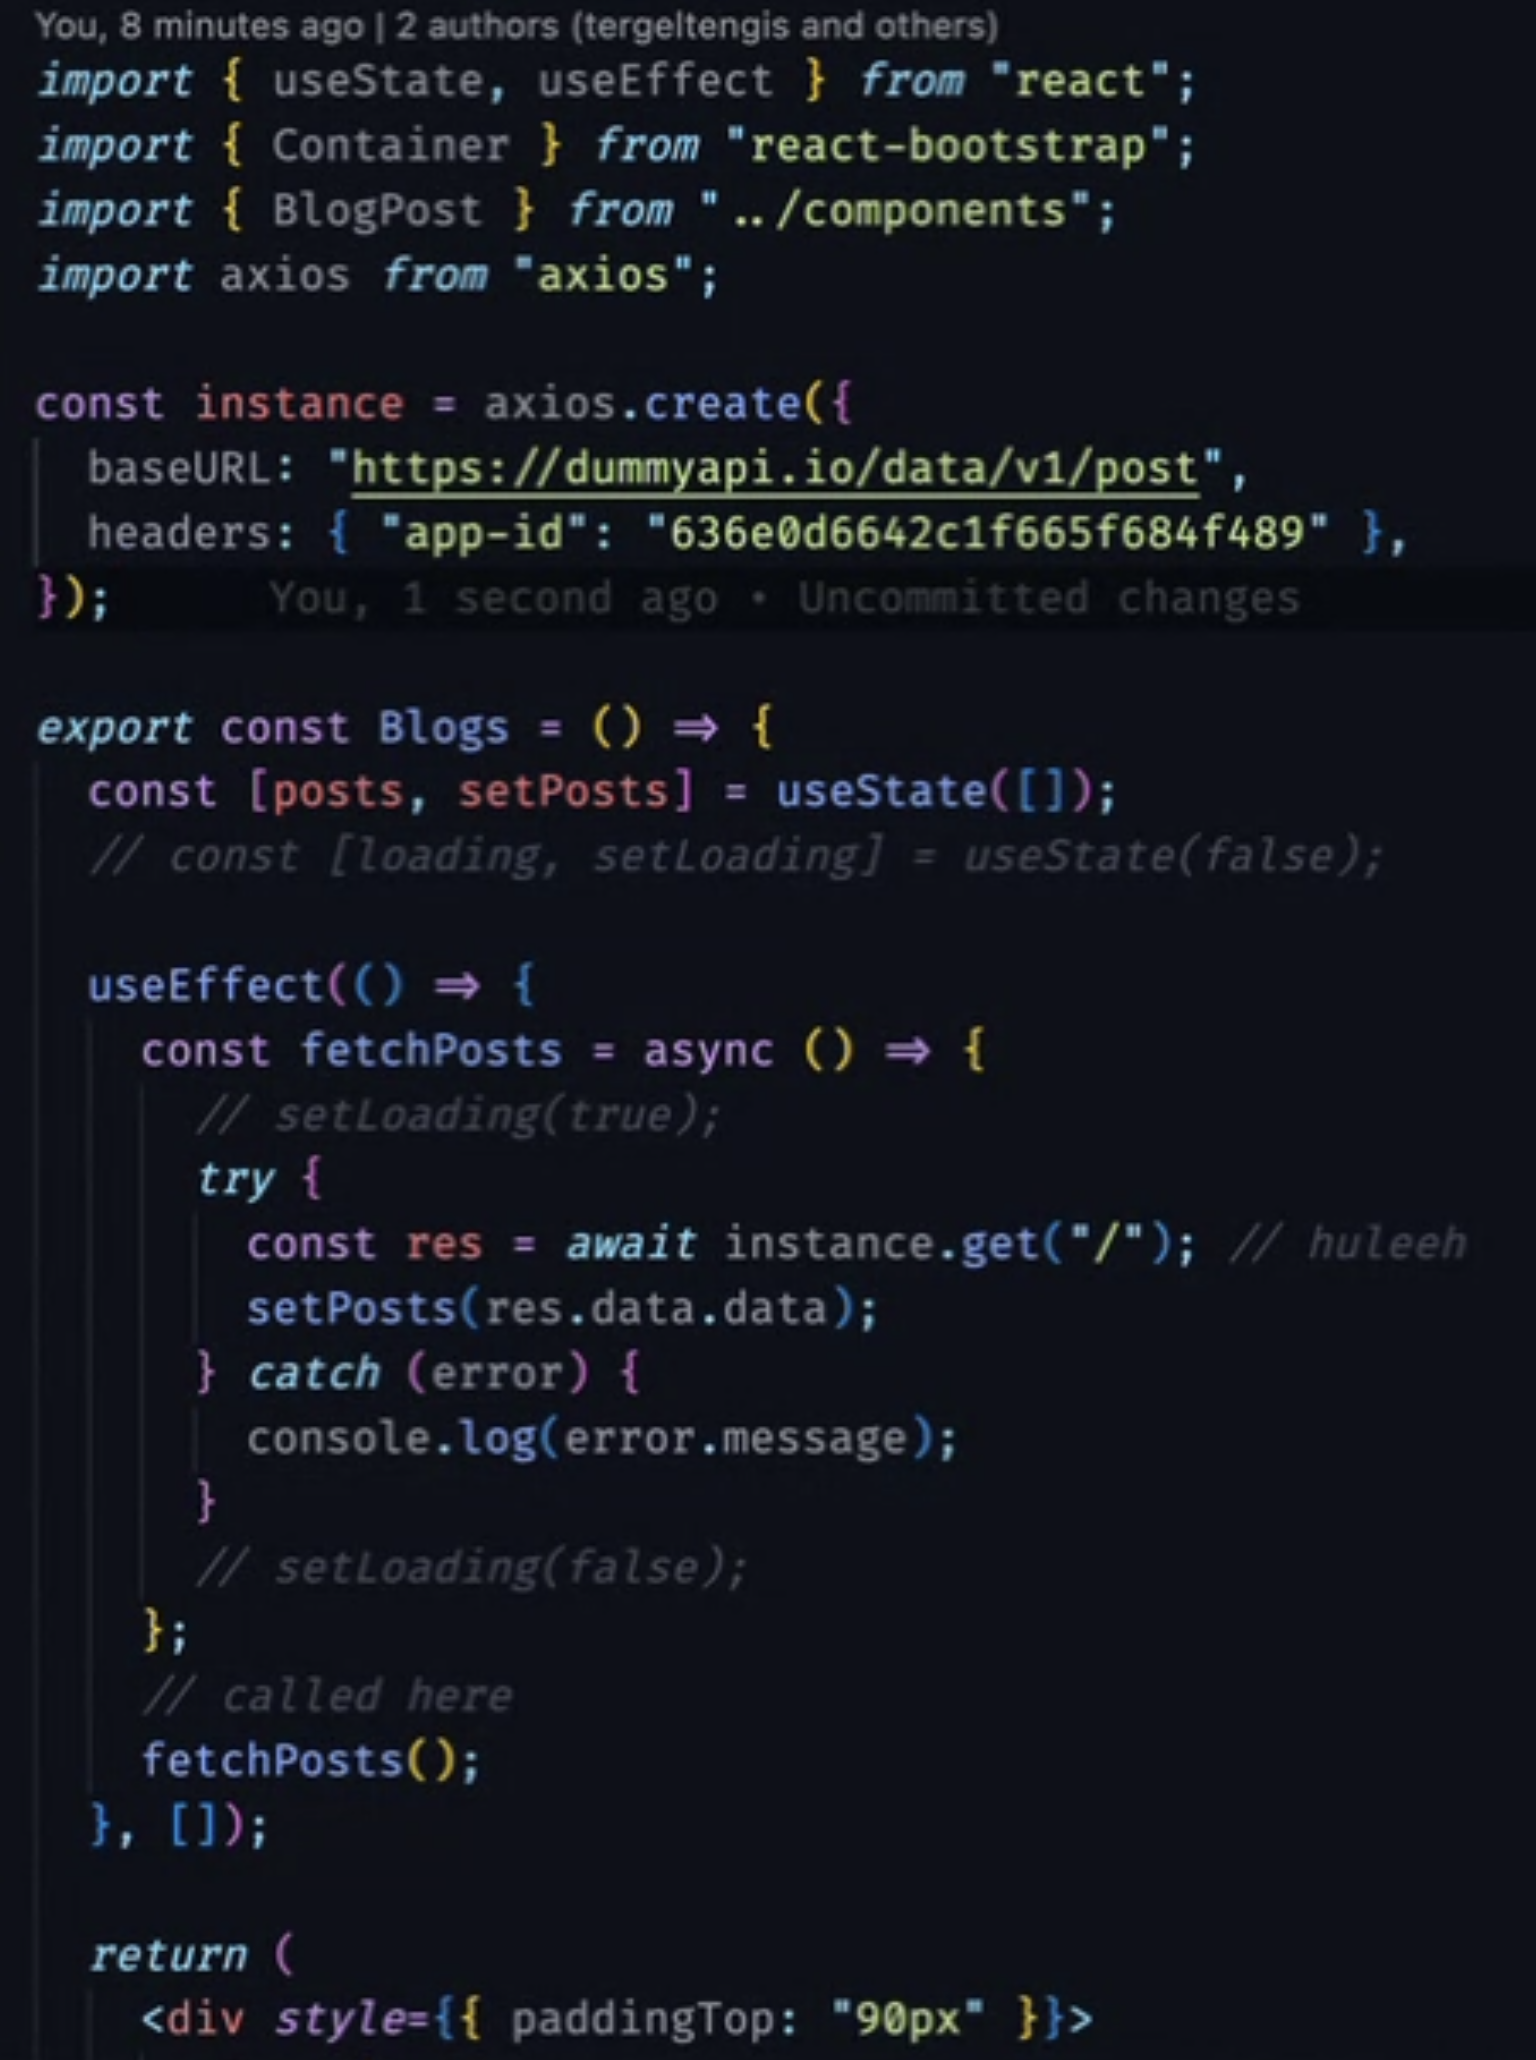 You, 8 minutes ago | 2 authors (tergeltengis and others)
import { useState, useEffect } from "react";
import { Container } from "react-bootstrap";
import { BlogPost } from "../components";
import axios from "axios";
const instance = axios.create({
baseURL: "https://dummyapi.io/data/v1/post",
headers: { "app-id": "636e0d6642c1f665f684f489" },
}); You, 1 second ago • Uncommitted changes
export const Blogs = () => {
const [posts, setPosts] = useState([]);
// const [loading, setLoading] = useState(false);
useEffect(() => {
const fetchPosts = async () => {
// setLoading(true);
try {
const res = await instance.get("/"); // huleeh
setPosts(res.data.data);
} catch (error) {
console.log(error.message);
}
// setLoading(false);
};
// called here
fetchPosts();
}, []);
return (
<div style={{ paddingTop: "90px" }}>